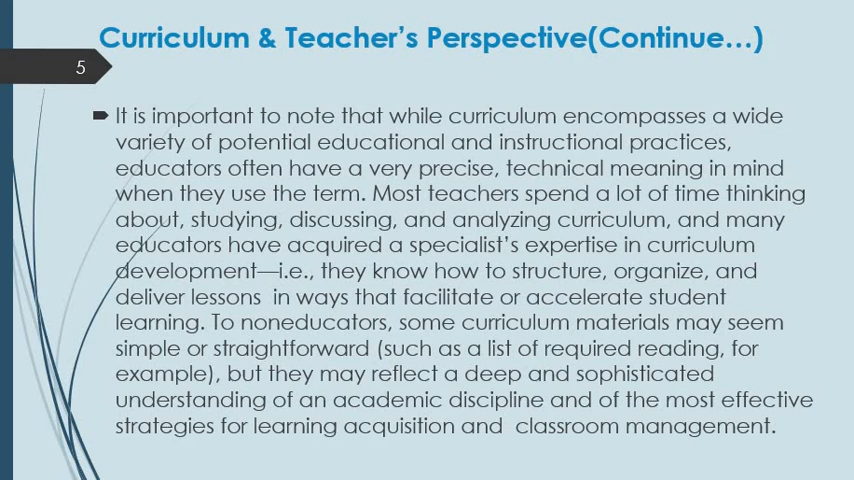 Curriculum & Teacher's Perspective(Continue...)
5
It is important to note that while curriculum encompasses a wide
variety of potential educational and instructional practices,
educators often have a very precise, technical meaning in mind
when they use the term. Most teachers spend a lot of time thinking
about, studying, discussing, and analyzing curriculum, and many
educators have acquired a specialist's expertise in curriculum
development—i.e., they know how to structure, organize, and
deliver lessons  in ways that facilitate or accelerate student
learning. To noneducators, some curriculum materials may seem
simple or straightforward (such as a list of required reading, for
example), but they may reflect a deep and sophisticated
understanding of an academic discipline and of the most effective
strategies for learning acquisition and  classroom management.